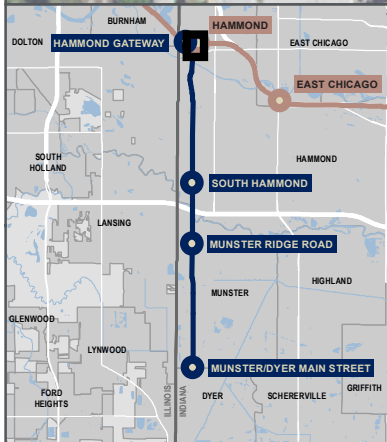 BURNHAM
HAMMOND
DOLTON
HAMMOND GATEWAY
EAST CHICAGO
EAST CHICAGO
SOUTH
HOLLAND
HAMMOND
SOUTH HAMMOND
LANSING
MUNSTER RIDGE ROAD
HIGHLAND
MUNSTER
GLENWOOD
LYNWOOD
MUNSTER/DYER MAIN STREET
FORD
HEIGHTS
ILLINOIS
INDIANA
DYER
SCHERERVILLE
GRIFFITH